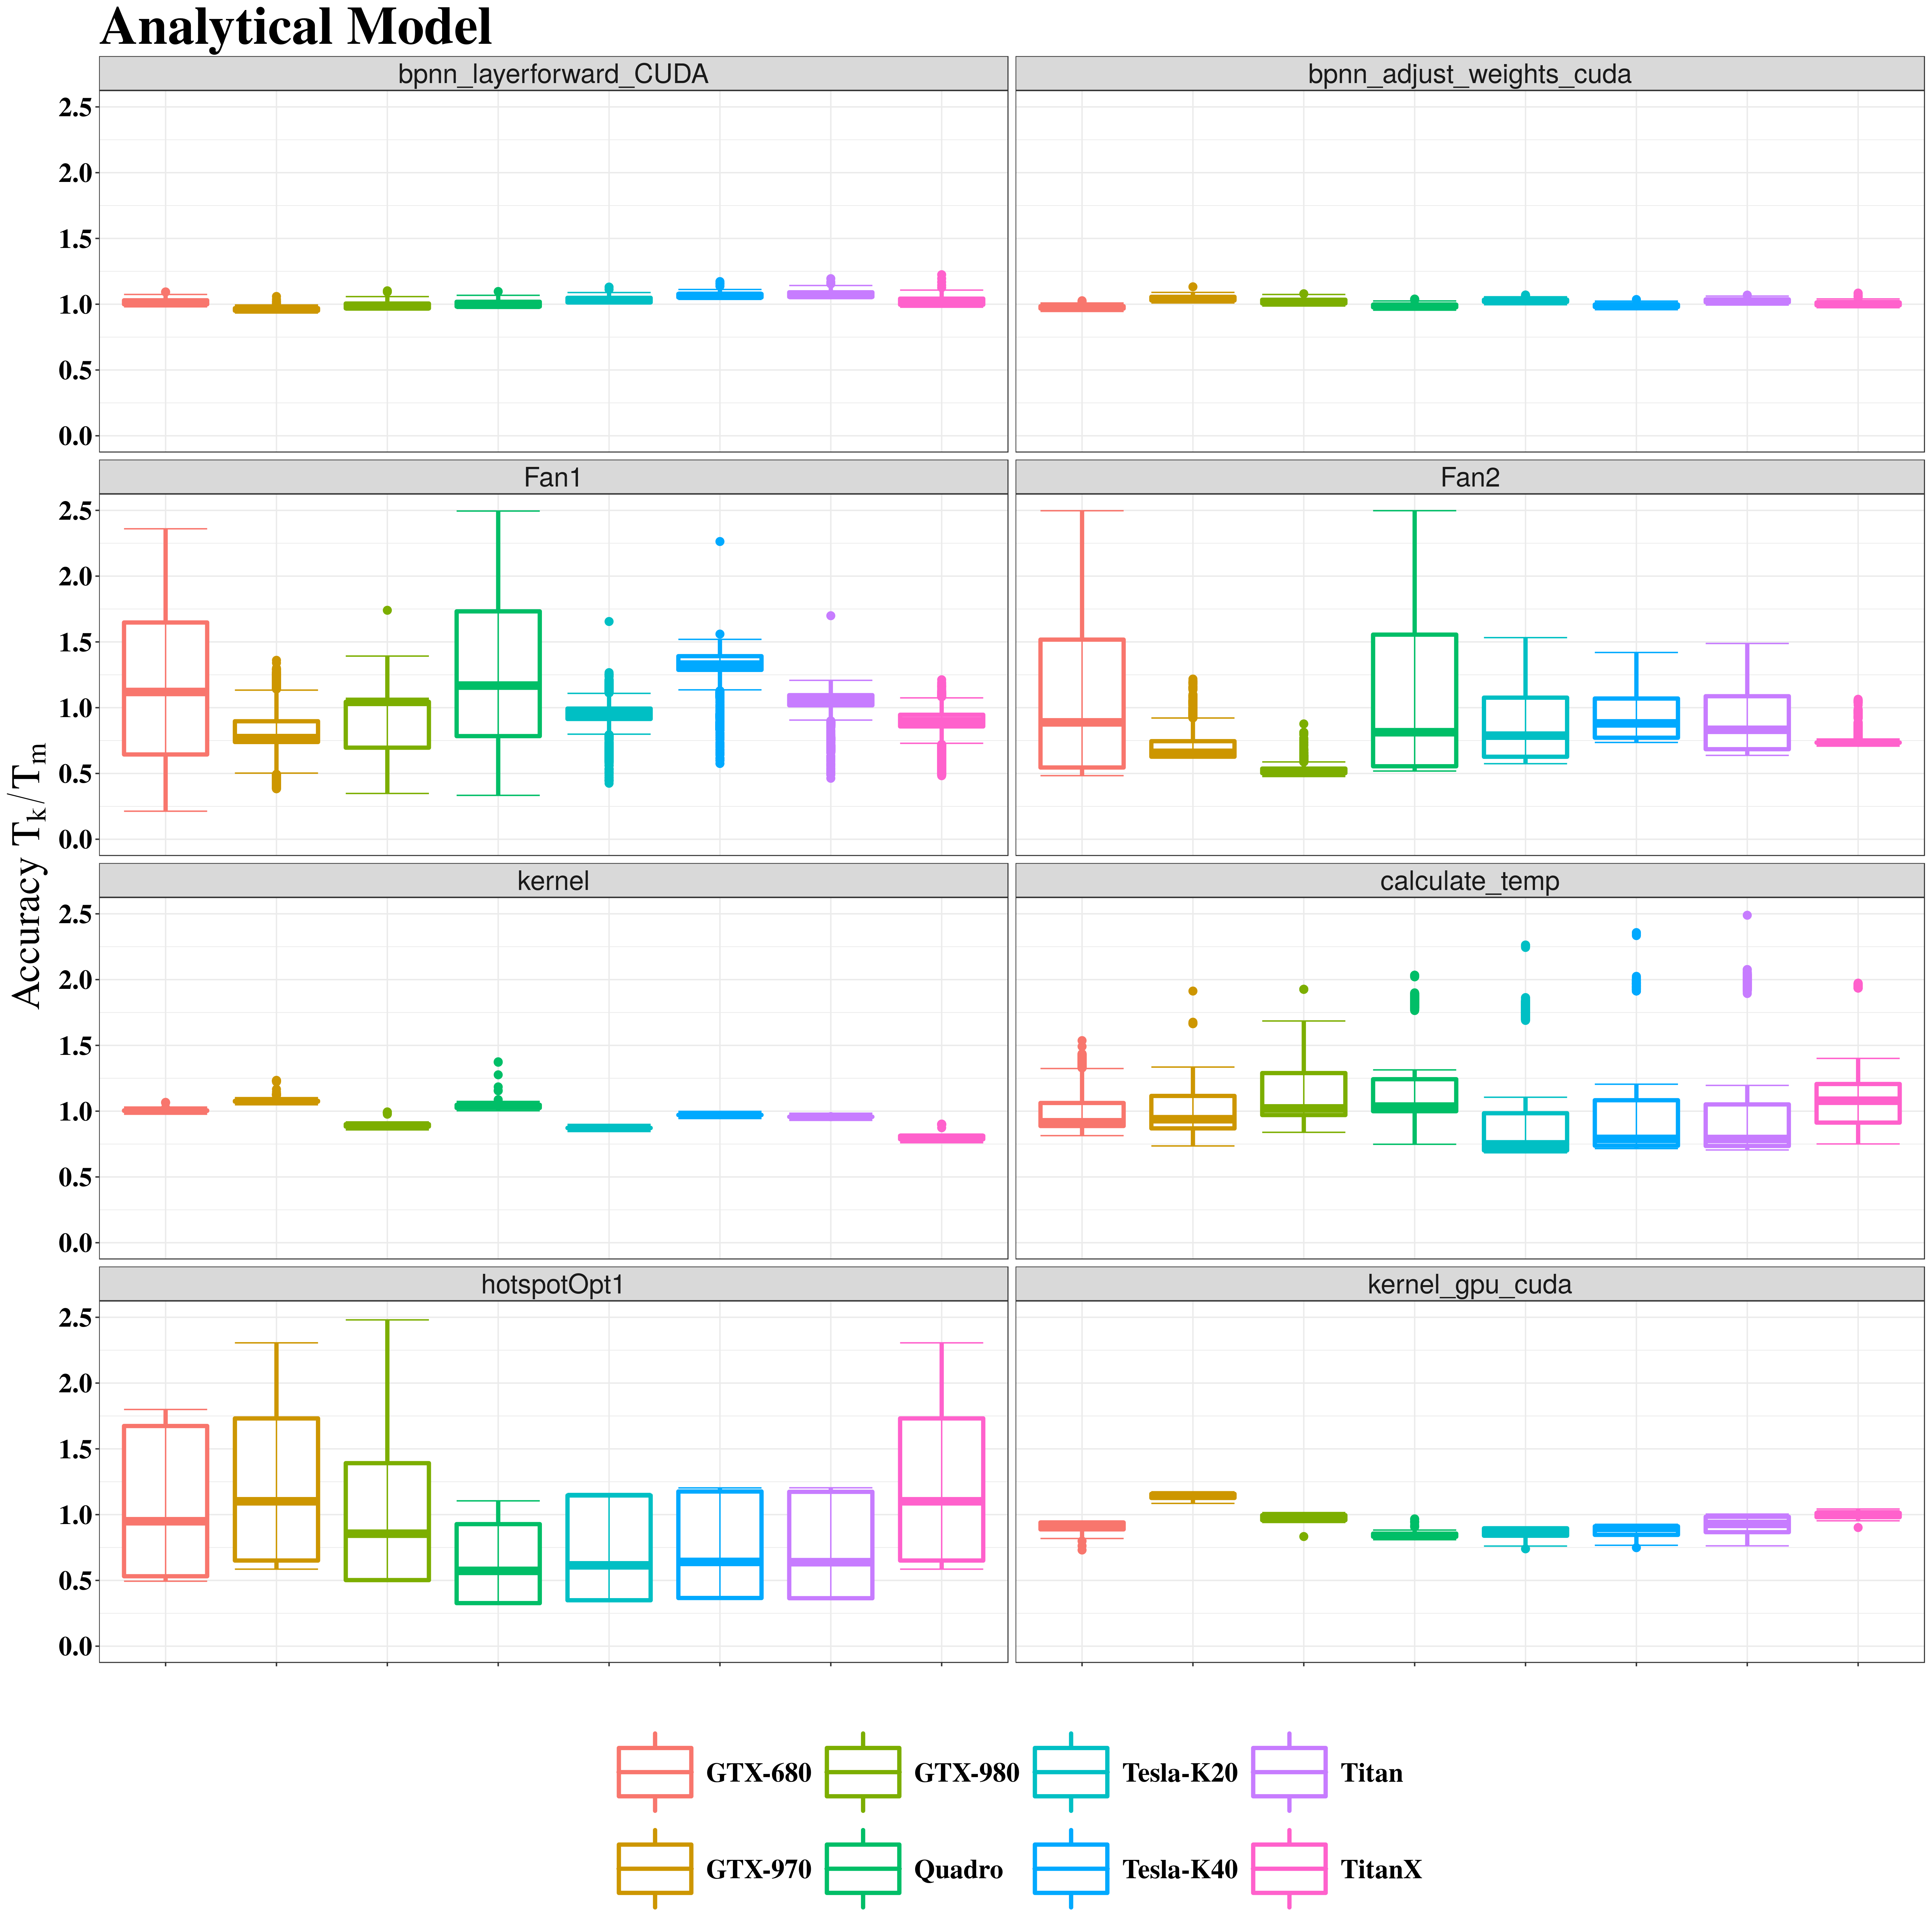 Analytical Model
bpnn_layerforward_CUDA
bpnn_adjust_weights_cuda
2.5
2.0
1.5
1.0
0.5
0.0
Fan1
Fan2
2.5
2.0
1.5
1.0
0.5
0.0
kernel
calculate_temp
2.5
2.0
1.5
1.0
0.5
0.0
hotspotOpt1
kernel_gpu_cuda
2.5
2.0
1.5
1.0
0.5
0.0
Accuracy Tk/Tm
GTX-680 GTX-980 Tesla-K20 Titan
GTX-970 Quadro Tesla-K40 TitanX